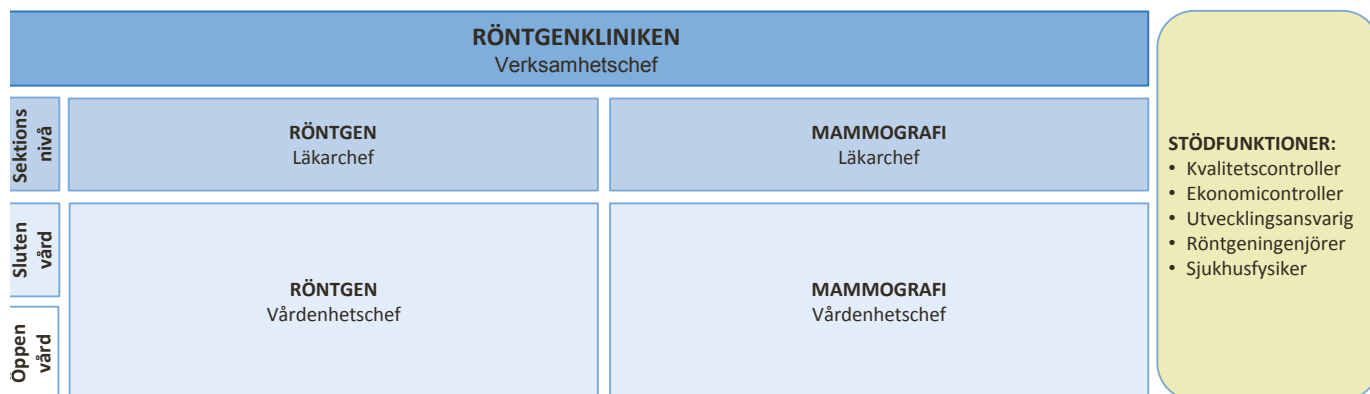 RÖNTGENKLINIKEN
Verksamhetschef
Sektions
nivå
RÖNTGEN
Läkarchef
MAMMOGRAFI
Läkarchef
Sluten
vård
Öppen
vård
RÖNTGEN
Vårdenhetschef
MAMMOGRAFI
Vårdenhetschef
STÖDFUNKTIONER:
• Kvalitetscontroller
• Ekonomicontroller
• Utvecklingsansvarig
• Röntgeningenjörer
• Sjukhusfysiker